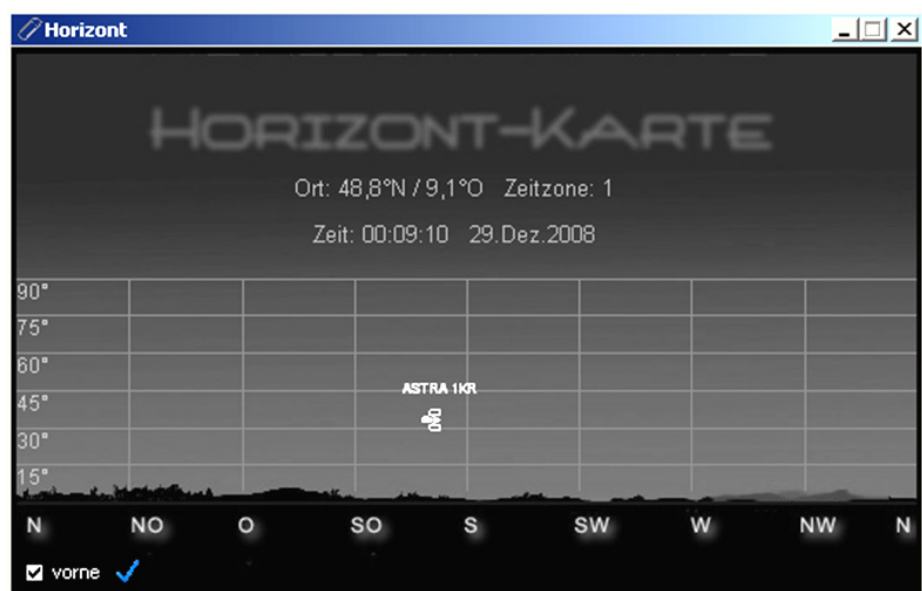 Horizont
HORIZONT-KARTE
Ort: 48,8°N / 9,1°O   Zeitzone: 1
Zeit: 00:09:10   29.Dez.2008
90°
75°
60°
ASTRA 1KR
45°
30°
15°
N NO O SO S SW W NW N
vorne